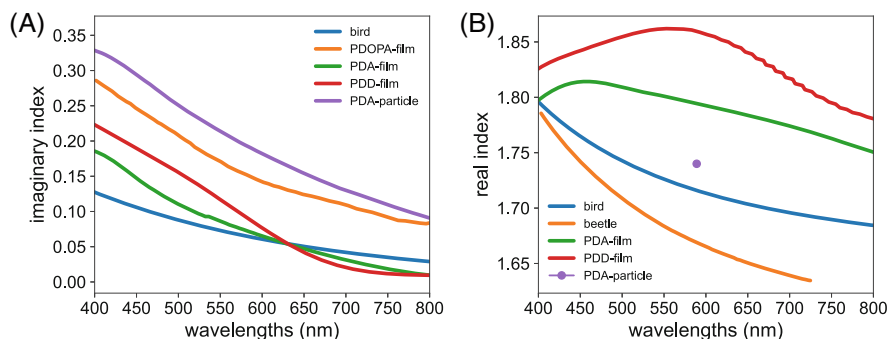 (A)
imaginary index
0.35
0.30
0.25
0.20
0.15
0.10
0.05
0.00
bird
PDOPA-film
PDA-film
PDD-film
PDA-particle
400 450 500 550 600 650 700 750 800
wavelengths (nm)
(B)
real index
1.85
1.80
1.75
1.70
1.65
bird
beetle
PDA-film
PDD-film
PDA-particle
400 450 500 550 600 650 700 750 800
wavelengths (nm)